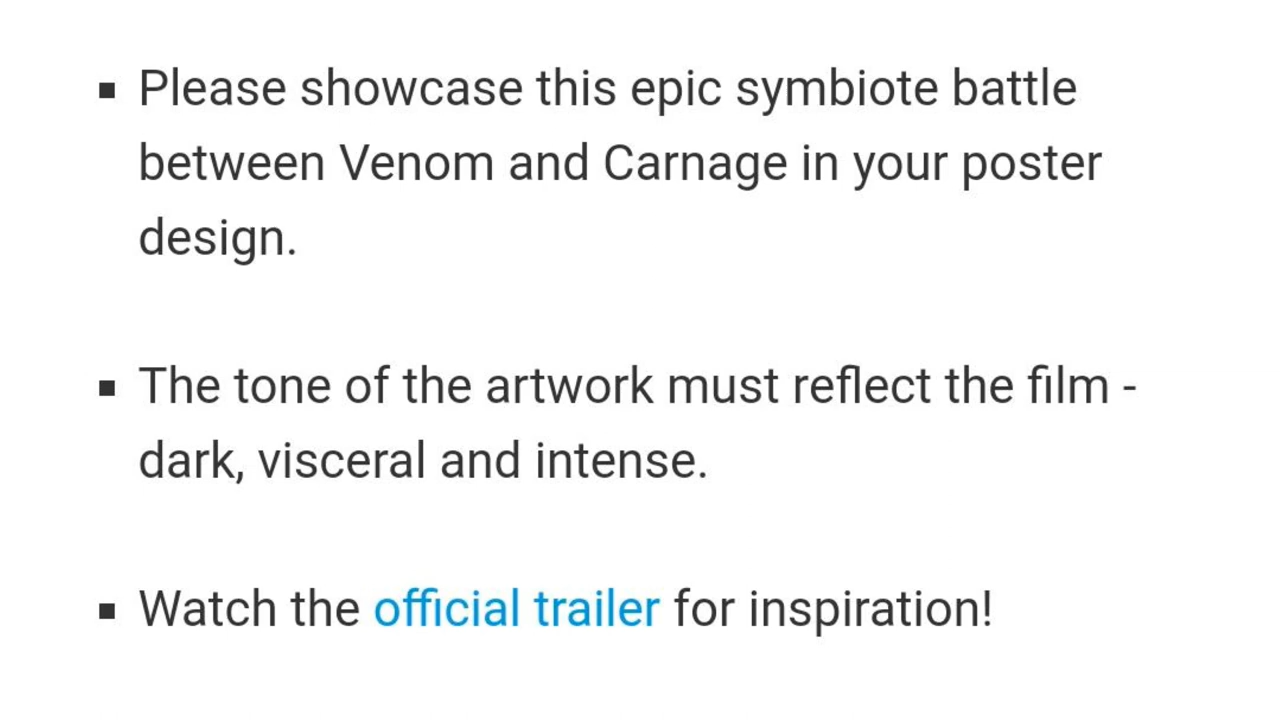 ▪ Please showcase this epic symbiote battle
between Venom and Carnage in your poster
design.
▪ The tone of the artwork must reflect the film -
dark, visceral and intense.
▪ Watch the official trailer for inspiration!